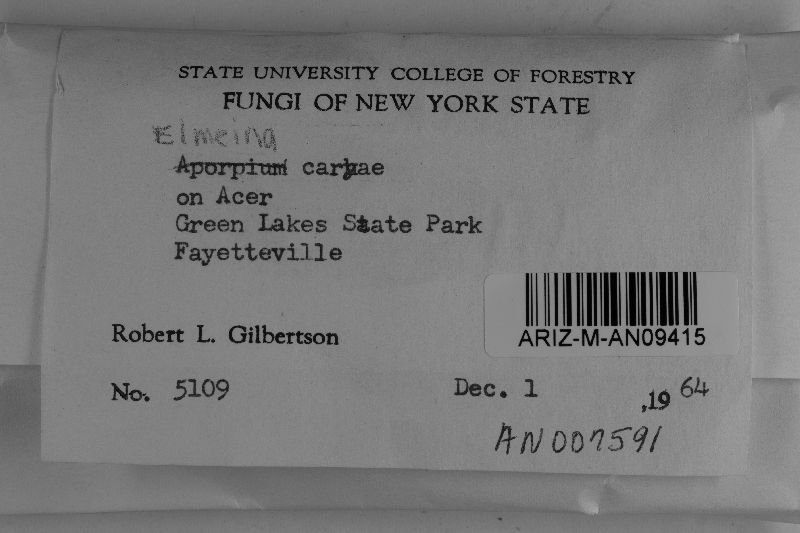 STATE UNIVERSITY COLLEGE OF FORESTRY
FUNGI OF NEW YORK STATE
Elmeina
Aporpium caryae
on Acer
Green Lakes State Park
Fayetteville
ARIZ-M-AN09415
Robert L. Gilbertson
No. 5109
Dec. 1 ,19 64
AN007591